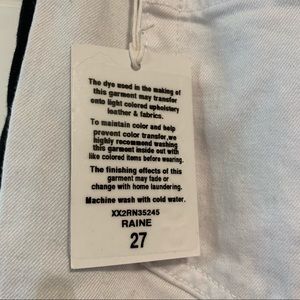 The dye used in the making of
this garment may transfer
onto light colored upholstery
leather & fabrics.
To maintain color and help
prevent color transfer,we
highly recommend washing
this garment inside out with
like colored items before wearing.
The finishing effects of this
garment may fade or
change with home laundering.
Machine wash with cold water.
XX2RN35245
RAINE
27